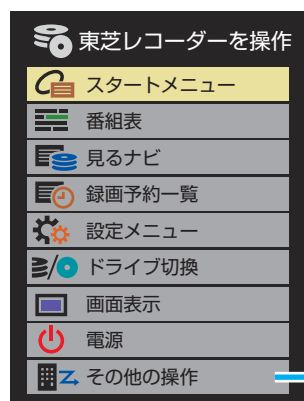 東芝レコーダーを操作
スタートメニュー
番組表
見るナビ
録画予約一覧
設定メニュー
ドライブ切換
画面表示
電源
その他の操作